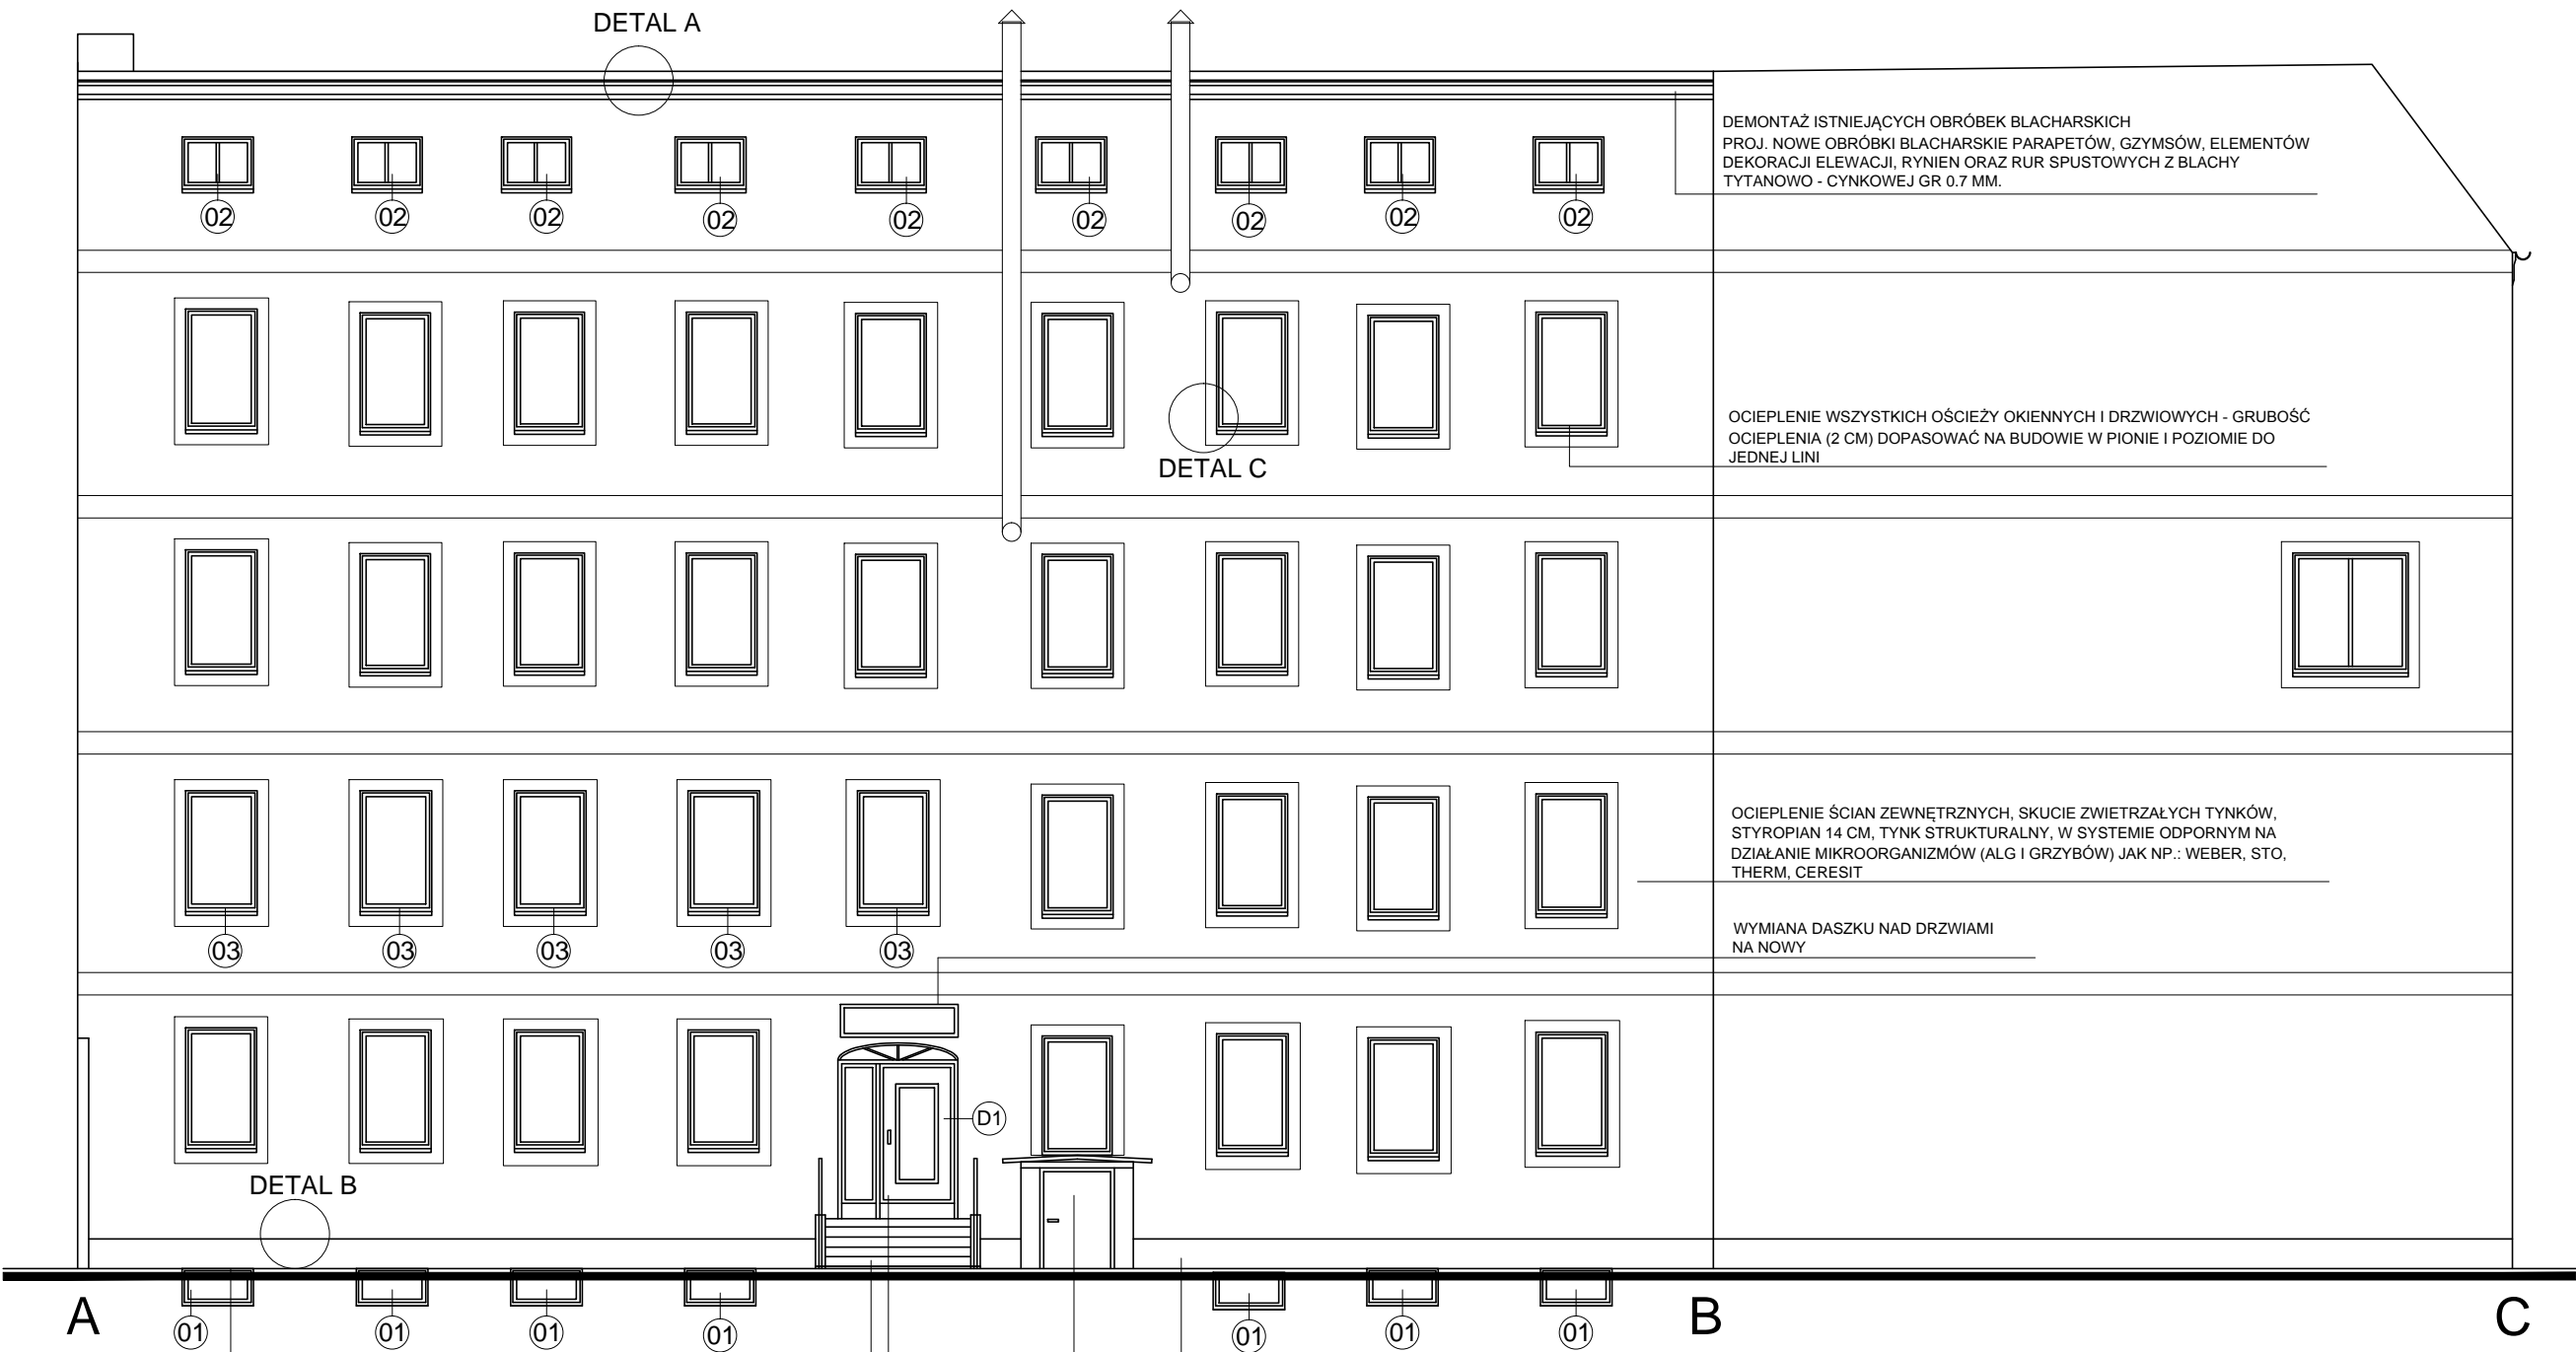 DETAL A
DEMONTAŻ ISTNIEJĄCYCH OBRÓBEK BLACHARSKICH
PROJ. NOWE OBRÓBKI BLACHARSKIE PARAPETÓW, GZYMSÓW, ELEMENTÓW
DEKORACJI ELEWACJI, RYNIEN ORAZ RUR SPUSTOWYCH Z BLACHY
TYTANOWO - CYNKOWEJ GR 0.7 MM.
02 02 02 02 02 02 02 02 02
OCIEPLENIE WSZYSTKICH OŚCIEŻY OKIENNYCH I DRZWIOWYCH - GRUBOŚĆ
OCIEPLENIA (2 CM) DOPASOWAĆ NA BUDOWIE W PIONIE I POZIOMIE DO
JEDNEJ LINI
DETAL C
OCIEPLENIE ŚCIAN ZEWNĘTRZNYCH, SKUCIE ZWIETRZAŁYCH TYNKÓW,
STYROPIAN 14 CM, TYNK STRUKTURALNY, W SYSTEMIE ODPORNYM NA
DZIAŁANIE MIKROORGANIZMÓW (ALG I GRZYBÓW) JAK NP.: WEBER, STO,
THERM, CERESIT
WYMIANA DASZKU NAD DRZWIAMI
NA NOWY
03 03 03 03 03
D1
DETAL B
A B C
01 01 01 01 01 01 01